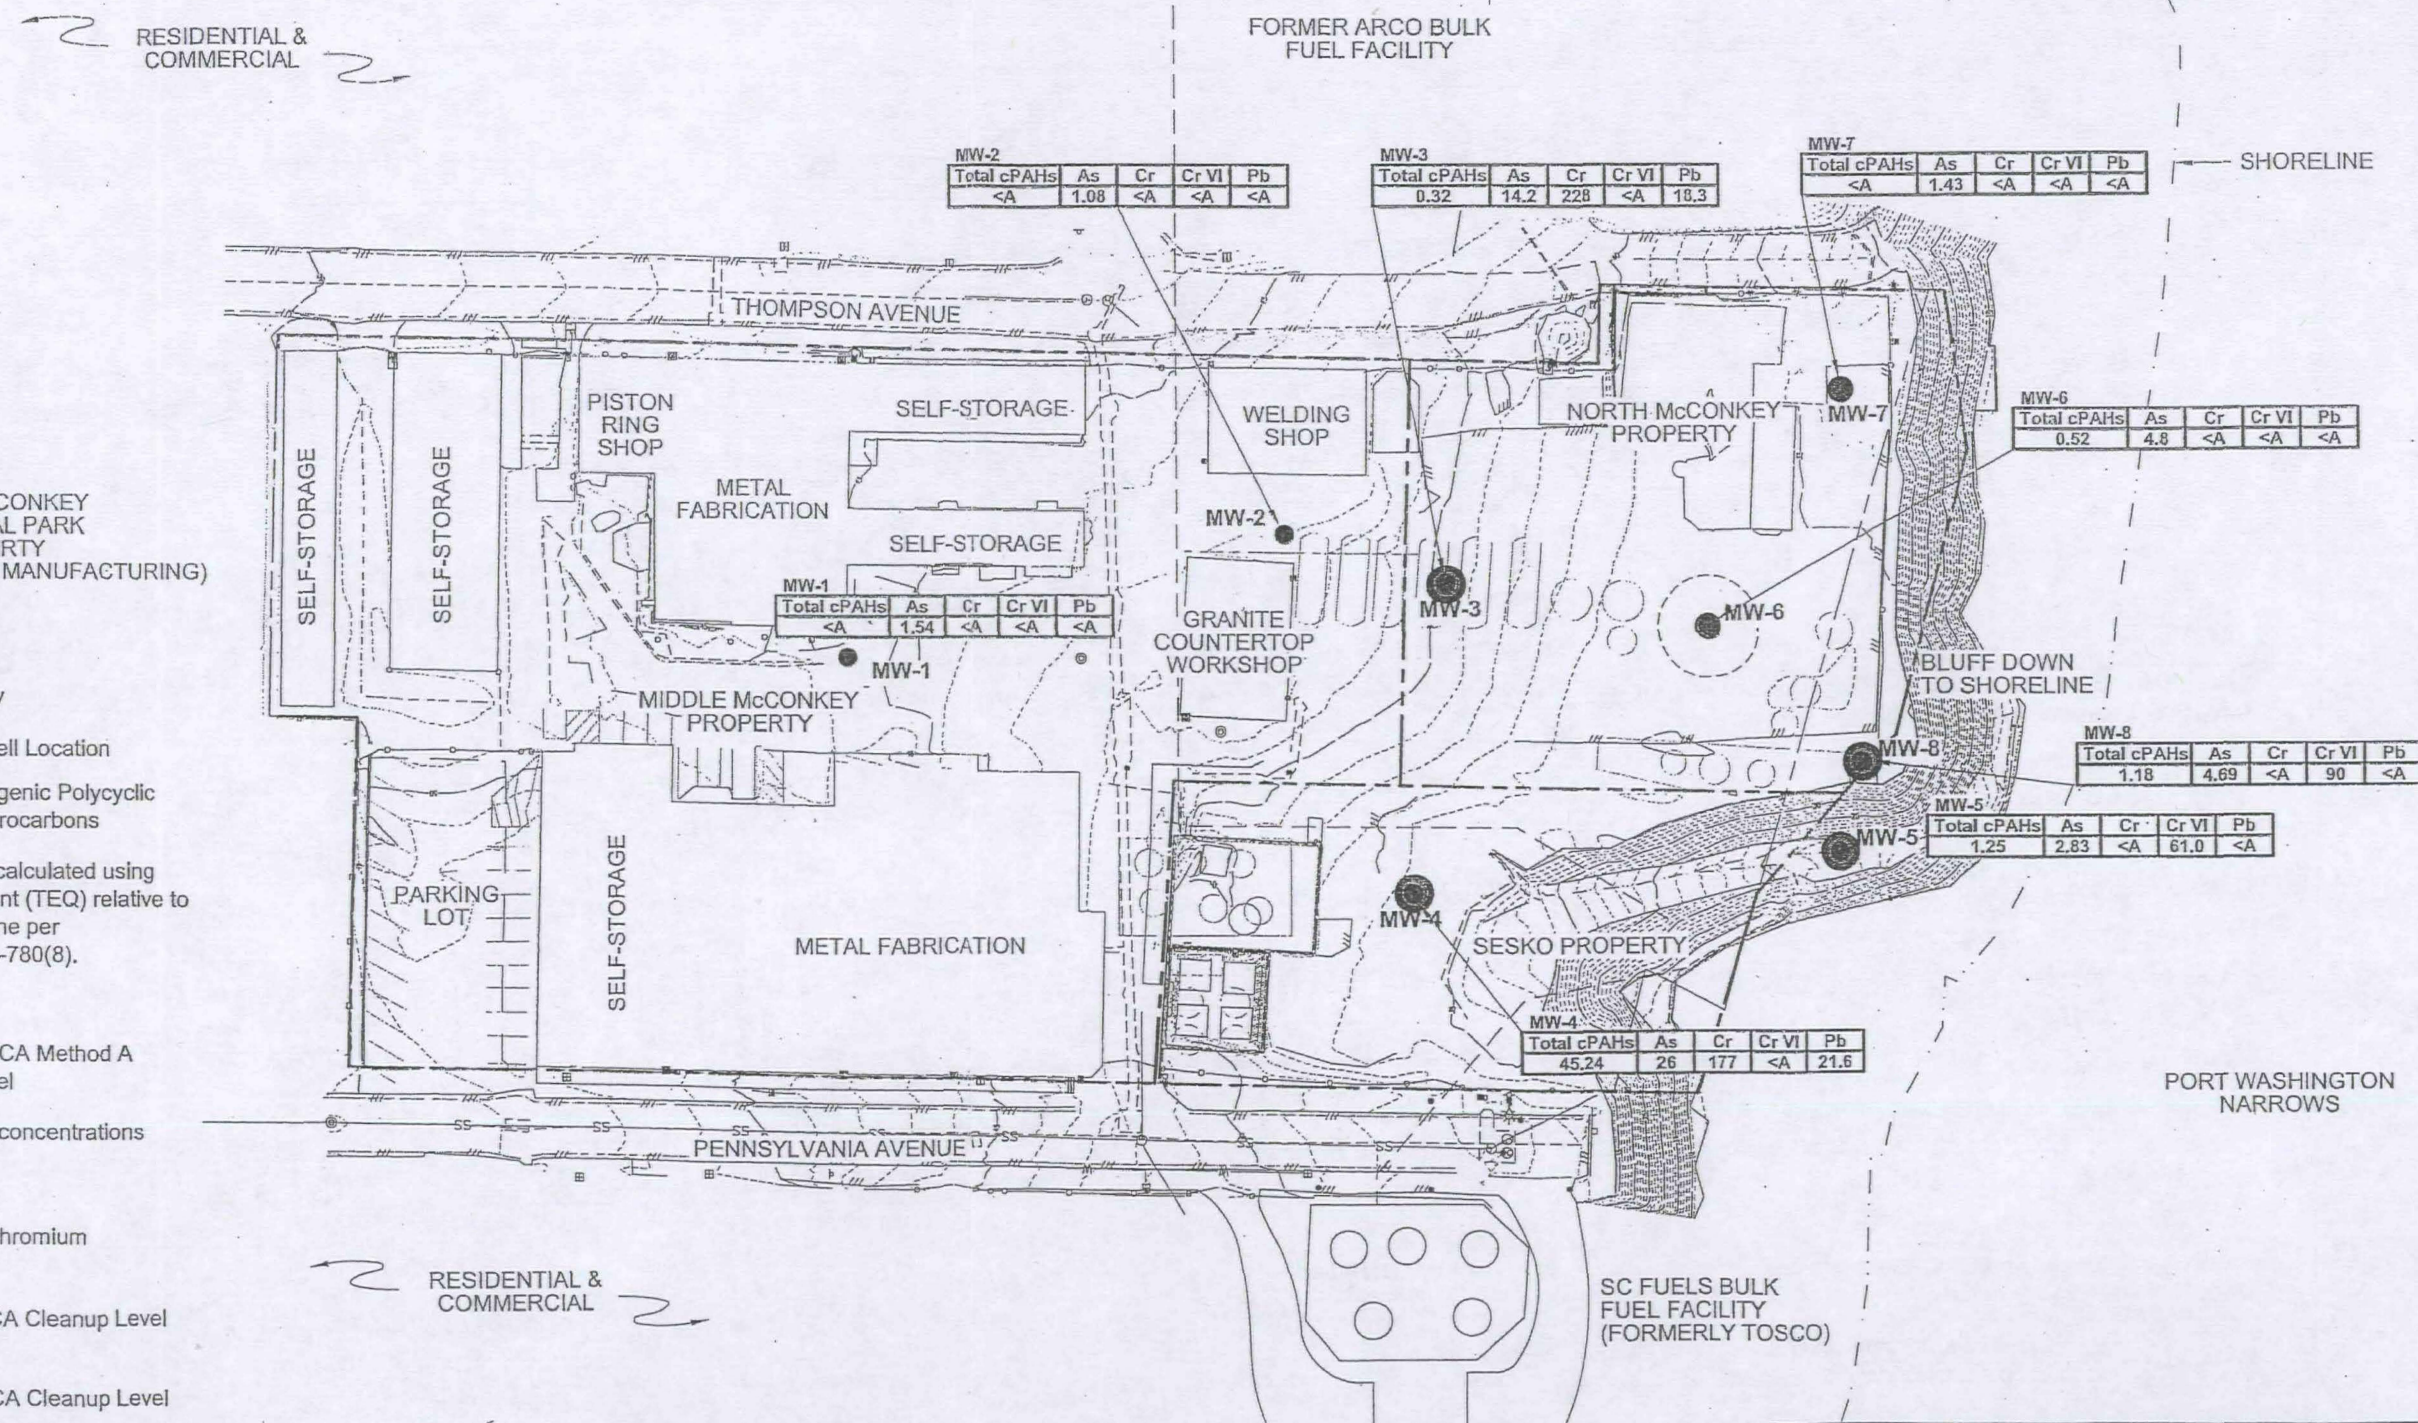 RESIDENTIAL &
COMMERCIAL
FORMER ARCO BULK
FUEL FACILITY
MW-2
Total cPAHs As Cr Cr VI Pb
<A 1.08 <A <A <A
MW-3
Total cPAHs As Cr Cr VI Pb
0.32 14.2 228 <A 18.3
MW-7
Total cPAHs As Cr Cr VI Pb
<A 1.43 <A <A <A
SHORELINE
THOMPSON AVENUE
PISTON
RING
SHOP
SELF-STORAGE
WELDING
SHOP
NORTH McCONKEY
PROPERTY
MW-7
MW-6
Total cPAHs As Cr Cr VI Pb
0.52 4.8 <A <A <A
SELF-STORAGE
SELF-STORAGE
METAL
FABRICATION
SELF-STORAGE
MW-2
CONKEY
AL PARK
RTY
MANUFACTURING)
MW-1
Total cPAHs As Cr Cr VI Pb
<A 1.54 <A <A <A
MW-1
MW-3
MW-6
GRANITE
COUNTERTOP
WORKSHOP
MIDDLE McCONKEY
PROPERTY
BLUFF DOWN
TO SHORELINE
ell Location
genic Polycyclic
rocarbons
calculated using
nt (TEQ) relative to
ne per
-780(8).
CA Method A
el
concentrations
hromium
CA Cleanup Level
CA Cleanup Level
MW-8
MW-8
Total cPAHs As Cr Cr VI Pb
1.18 4.69 <A 90 <A
MW-5
MW-5
Total cPAHs As Cr Cr VI Pb
1.25 2.83 <A 61.0 <A
PARKING
LOT
SELF-STORAGE
METAL FABRICATION
MW-4
SESKO PROPERTY
MW-4
Total cPAHs As Cr Cr VI Pb
45.24 26 177 <A 21.6
PORT WASHINGTON
NARROWS
SS SS SS SS SS SS SS
PENNSYLVANIA AVENUE
RESIDENTIAL &
COMMERCIAL
SC FUELS BULK
FUEL FACILITY
(FORMERLY TOSCO)